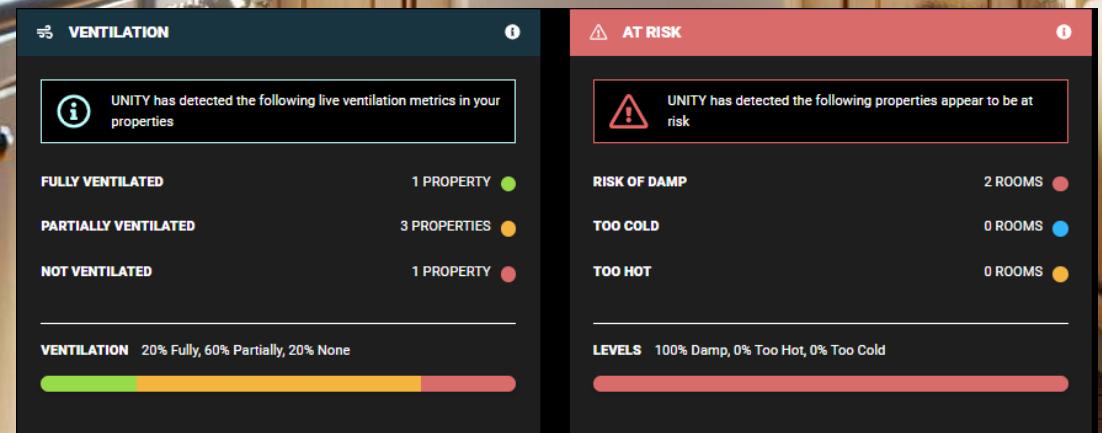 VENTILATION
UNITY has detected the following live ventilation metrics in your
properties
FULLY VENTILATED 1 PROPERTY
PARTIALLY VENTILATED 3 PROPERTIES
NOT VENTILATED 1 PROPERTY
VENTILATION 20% Fully, 60% Partially, 20% None
AT RISK
UNITY has detected the following properties appear to be at
risk
RISK OF DAMP 2 ROOMS
TOO COLD 0 ROOMS
TOO HOT 0 ROOMS
LEVELS 100% Damp, 0% Too Hot, 0% Too Cold